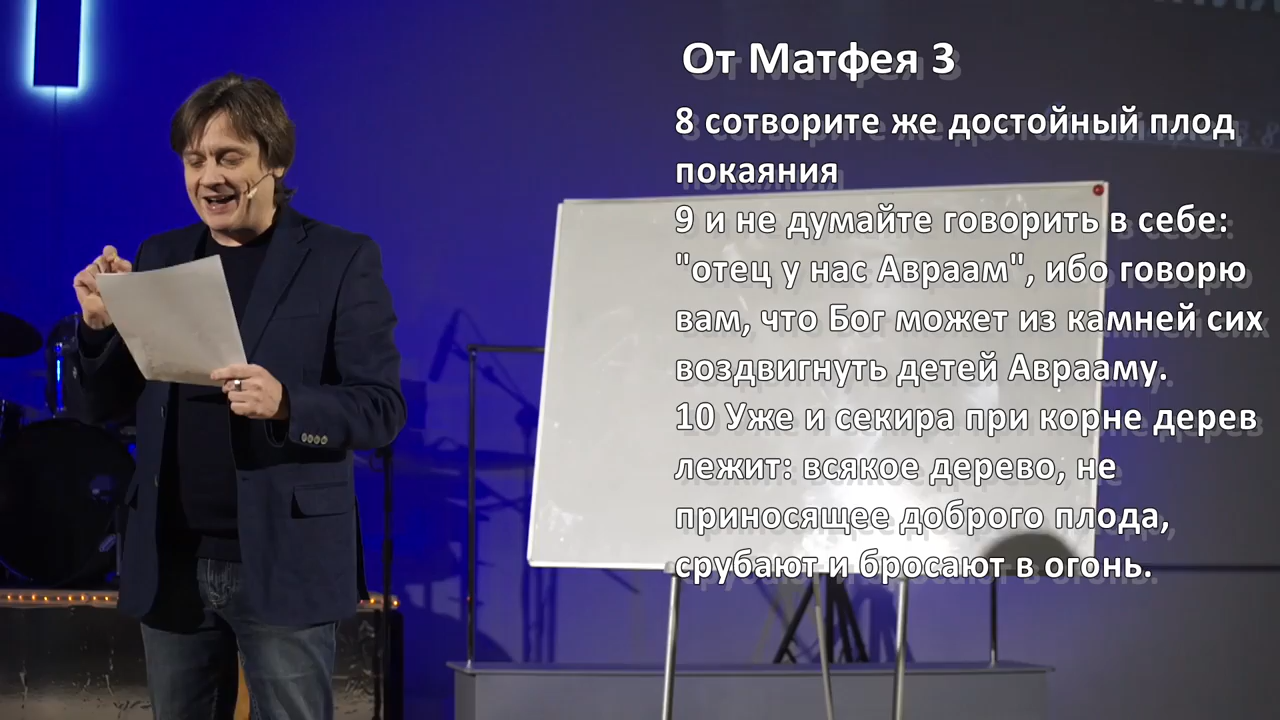 От Матфея 3
8 сотворите же достойный плод
покаяния
9 и не думайте говорить в себе:
"отец у нас Авраам", ибо говорю
вам, что Бог может из камней сих
воздвигнуть детей Аврааму.
10 Уже и секира при корне дерев
лежит: всякое дерево, не
приносящее доброго плода,
срубают и бросают в огонь.